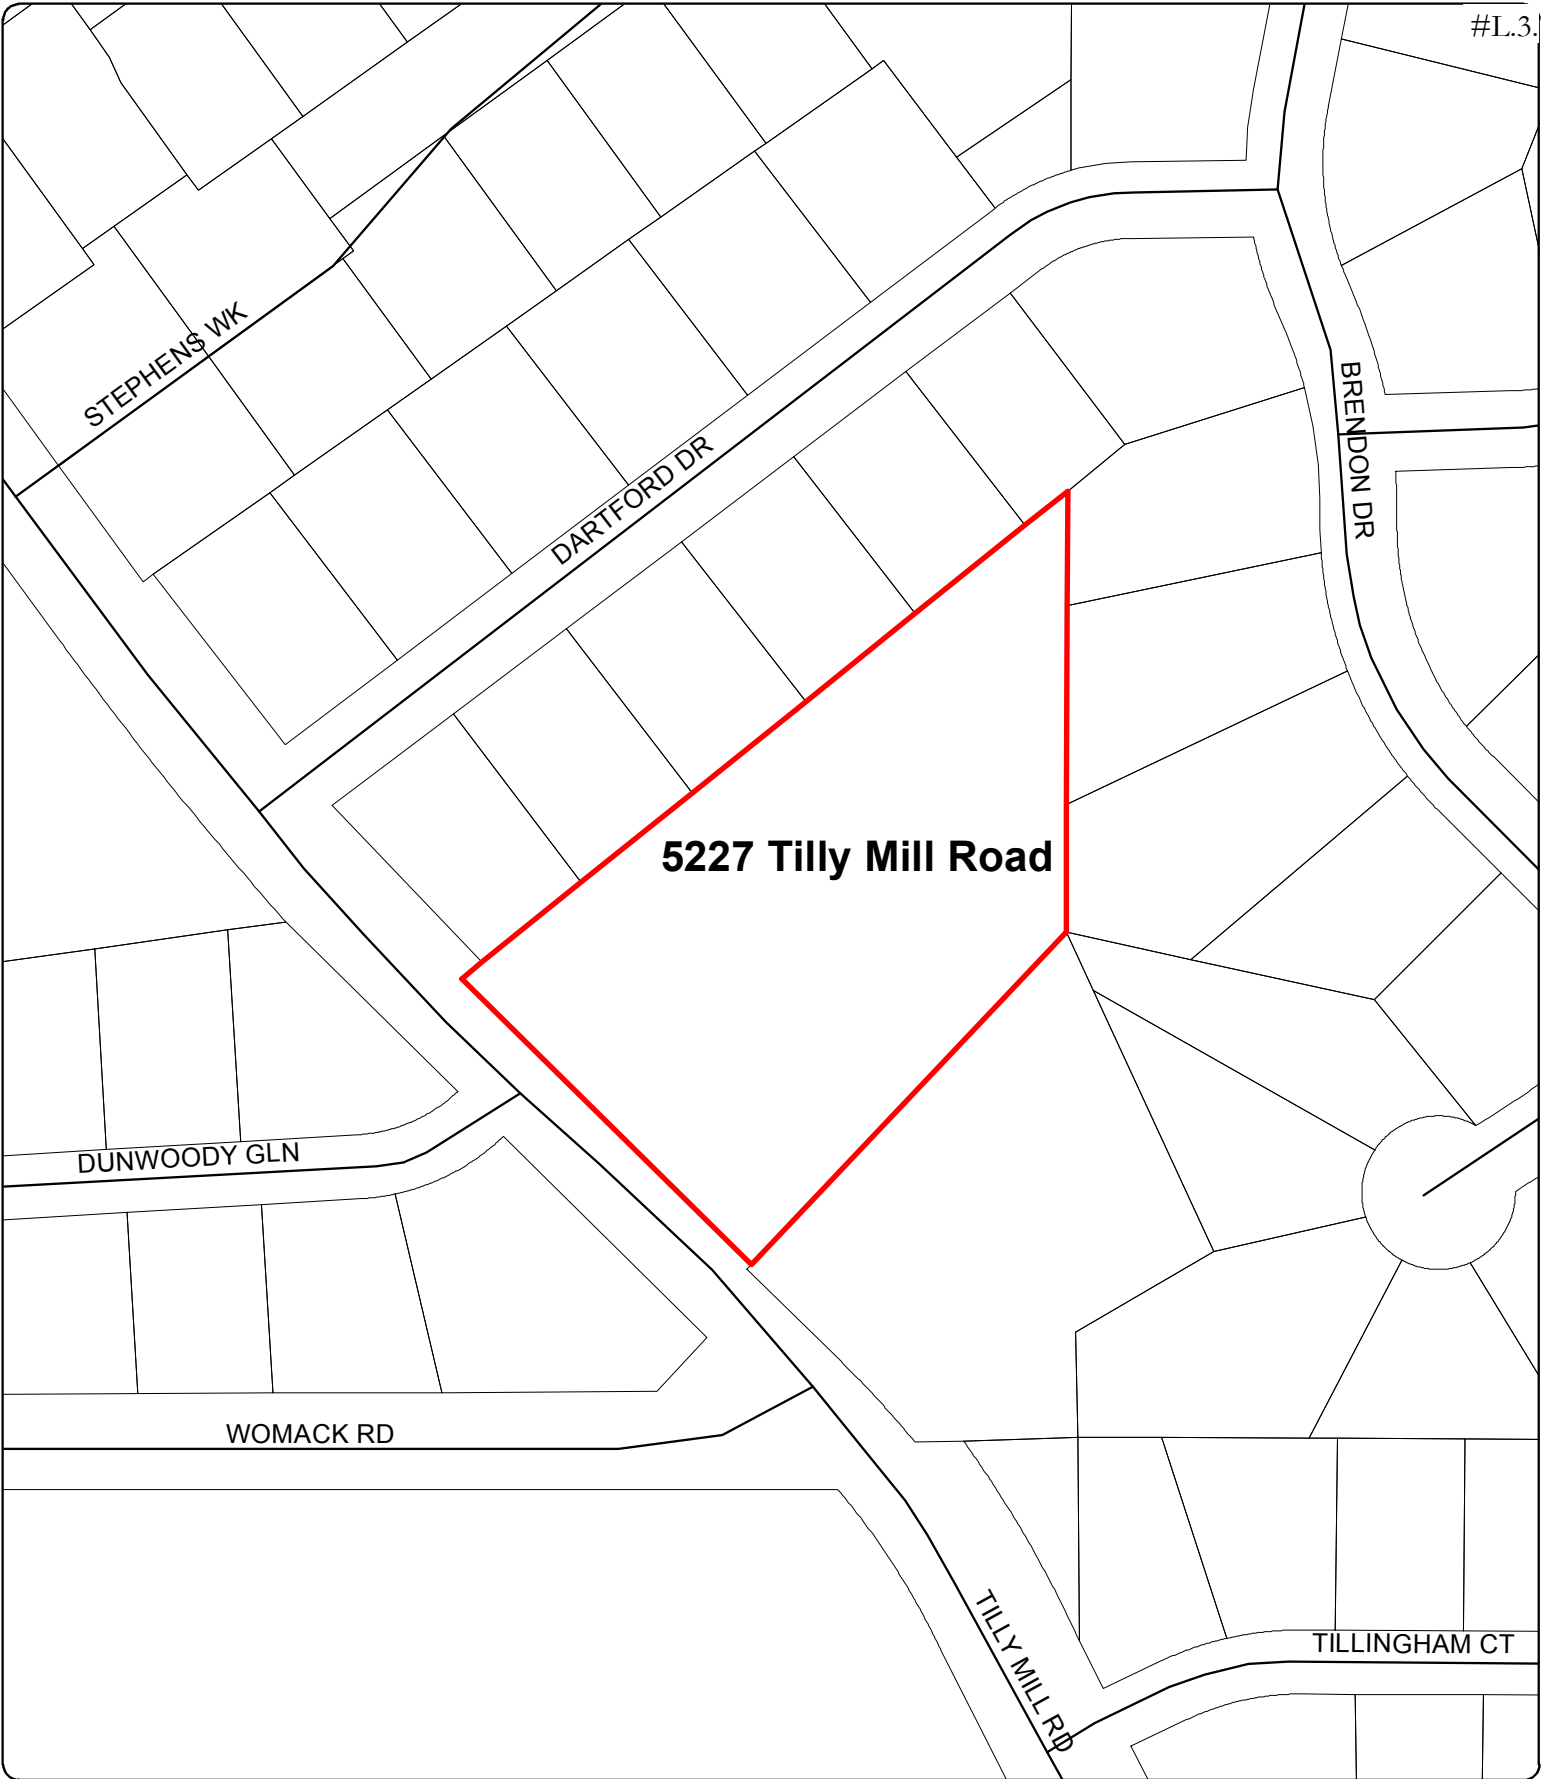 #L.3.
STEPHENS WK
BRENDON DR
DARTFORD DR
5227 Tilly Mill Road
DUNWOODY GLN
WOMACK RD
TILLY MILL RD
TILLINGHAM CT